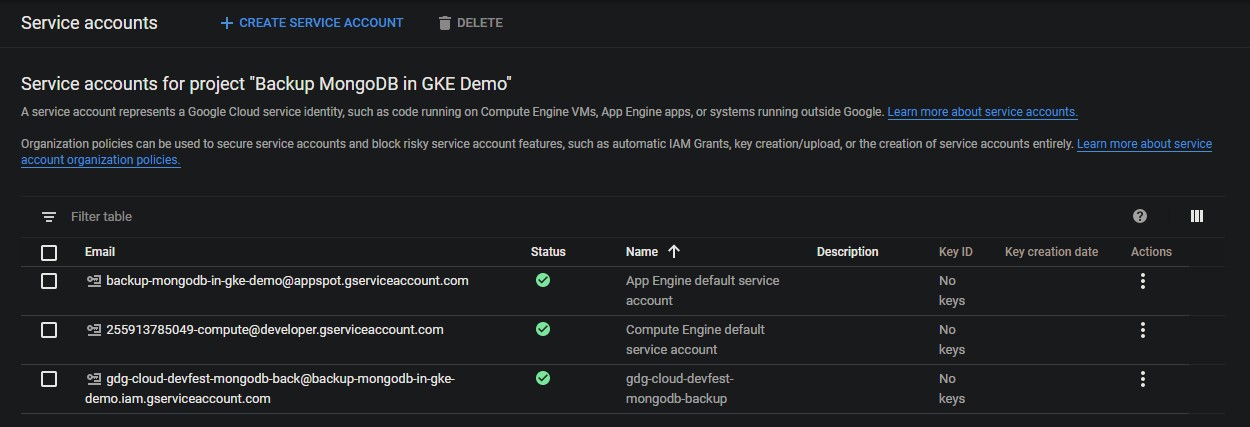 Service accounts
CREATE SERVICE ACCOUNT
DELETE
Service accounts for project "Backup MongoDB in GKE Demo"
A service account represents a Google Cloud service identity, such as code running on Compute Engine VMs, App Engine apps, or systems running outside Google. Learn more about service accounts.
Organization policies can be used to secure service accounts and block risky service account features, such as automatic IAM Grants, key creation/upload, or the creation of service accounts entirely. Learn more about service
account organization policies.
Filter table
Email Status Name Description Key ID Key creation date Actions
backup-mongodb-in-gke-demo@appspot.gserviceaccount.com App Engine default service No
account keys
255913785049-compute@developer.gserviceaccount.com Compute Engine default No
service account keys
gdg-cloud-devfest-mongodb-back@backup-mongodb-in-gke- gdg-cloud-devfest- No
demo.iam.gserviceaccount.com mongodb-backup keys